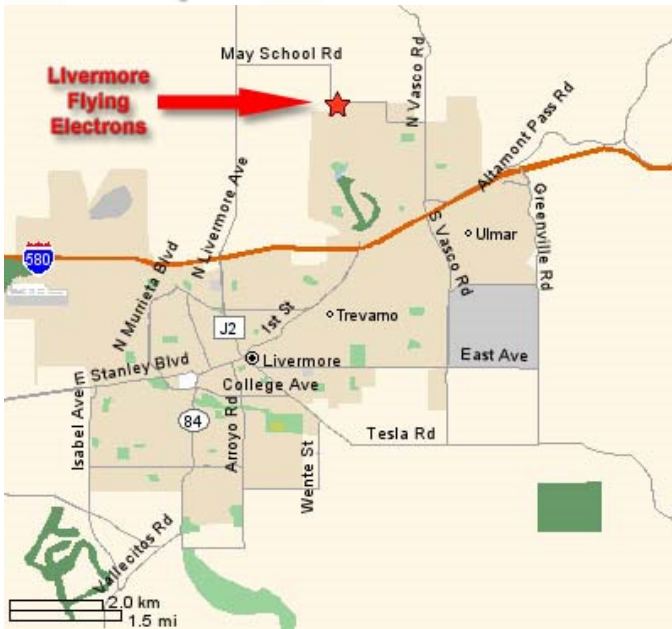 May School Rd
Livermore
Flying
Electrons
N Vasco Rd
Altamont Pass Rd
N Livermore Ave
Greenville Rd
S Vasco Rd
Ulmar
580
N Murrieta Blvd
J2
1st St
Trevarno
Livermore
East Ave
Stanley Blvd
College Ave
Isabel Ave
84
Arroyo Rd
Tesla Rd
Wente St
Vallecitos Rd
2.0 km
1.5 mi